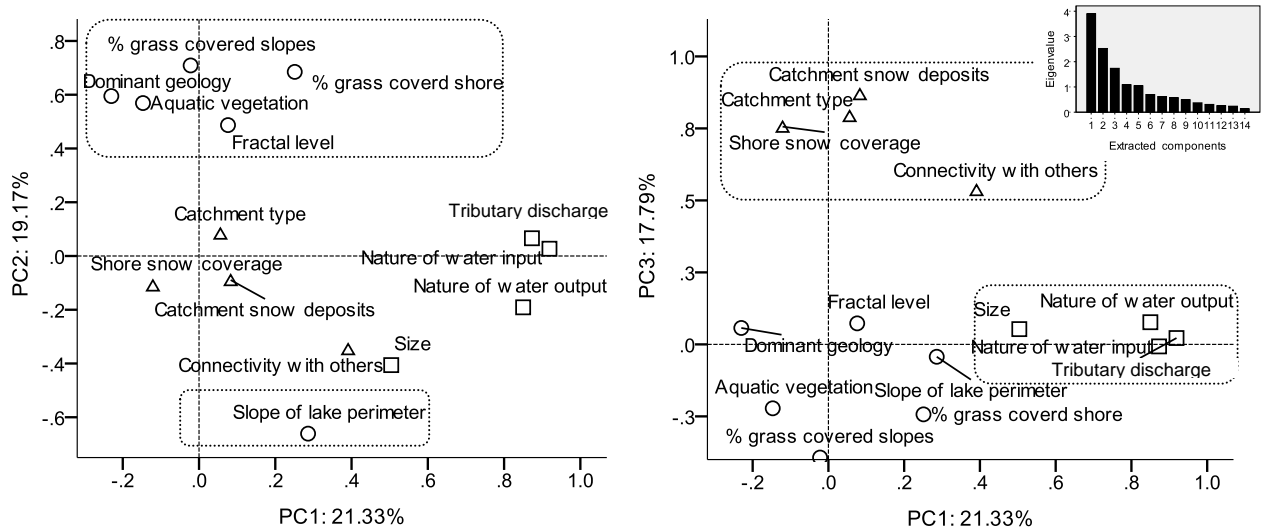 .8
.6
.4
.2
.0
-.2
-.4
-.6
PC2: 19.17%
% grass covered slopes
Dominant geology
% grass coverd shore
Aquatic vegetation
Fractal level
Catchment type
Tributary discharge
Nature of water input
Shore snow coverage
Nature of water output
Catchment snow deposits
Size
Connectivity with others
Slope of lake perimeter
-.2 .0 .2 .4 .6 .8 1.0
PC1: 21.33%
1.0
.8
.5
.3
.0
-.3
PC3: 17.79%
Catchment snow deposits
Catchment type
Shore snow coverage
Connectivity with others
Fractal level
Size
Nature of water output
Dominant geology
Nature of water input
Tributary discharge
Aquatic vegetation
Slope of lake perimeter
% grass coverd shore
% grass covered slopes
-.2 .0 .2 .4 .6 .8 1.0
PC1: 21.33%
4
3
2
1
0
Eigenvalue
1 2 3 4 5 6 7 8 9 10 11 12 13 14
Extracted components